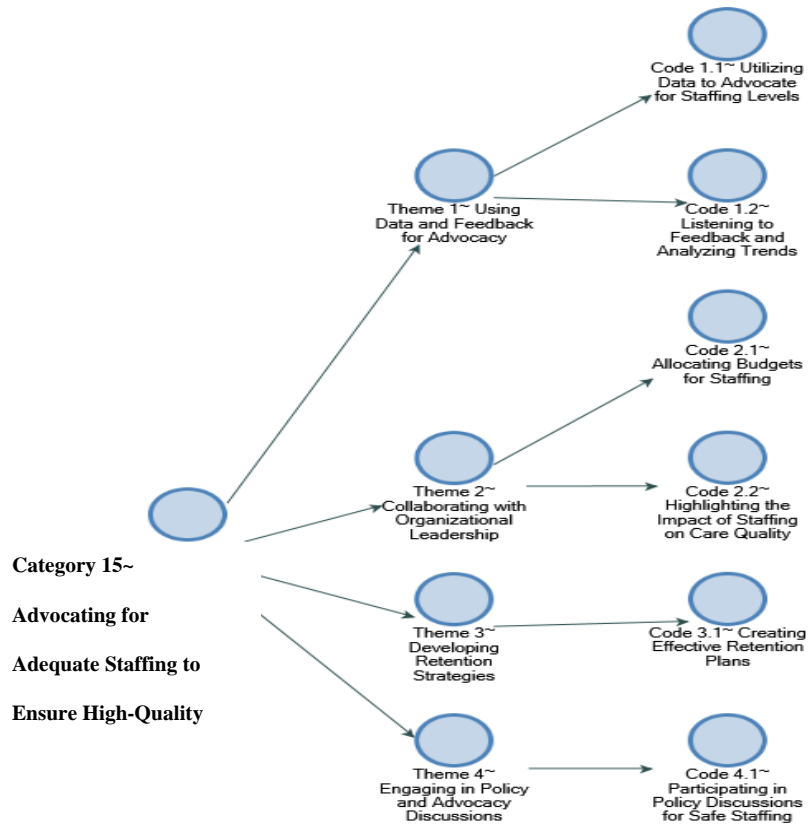 Code 1.1~ Utilizing
Data to Advocate
for Staffing Levels
Theme 1~ Using
Data and Feedback
for Advocacy
Code 1.2~
Listening to
Feedback and
Analyzing Trends
Code 2.1~
Allocating Budgets
for Staffing
Theme 2~
Collaborating with
Organizational
Leadership
Code 2.2~
Highlighting the
Impact of Staffing
on Care Quality
Category 15~
Advocating for
Adequate Staffing to
Ensure High-Quality
Theme 3~
Developing
Retention
Strategies
Code 3.1~ Creating
Effective Retention
Plans
Theme 4~
Engaging in Policy
and Advocacy
Discussions
Code 4.1~
Participating in
Policy Discussions
for Safe Staffing